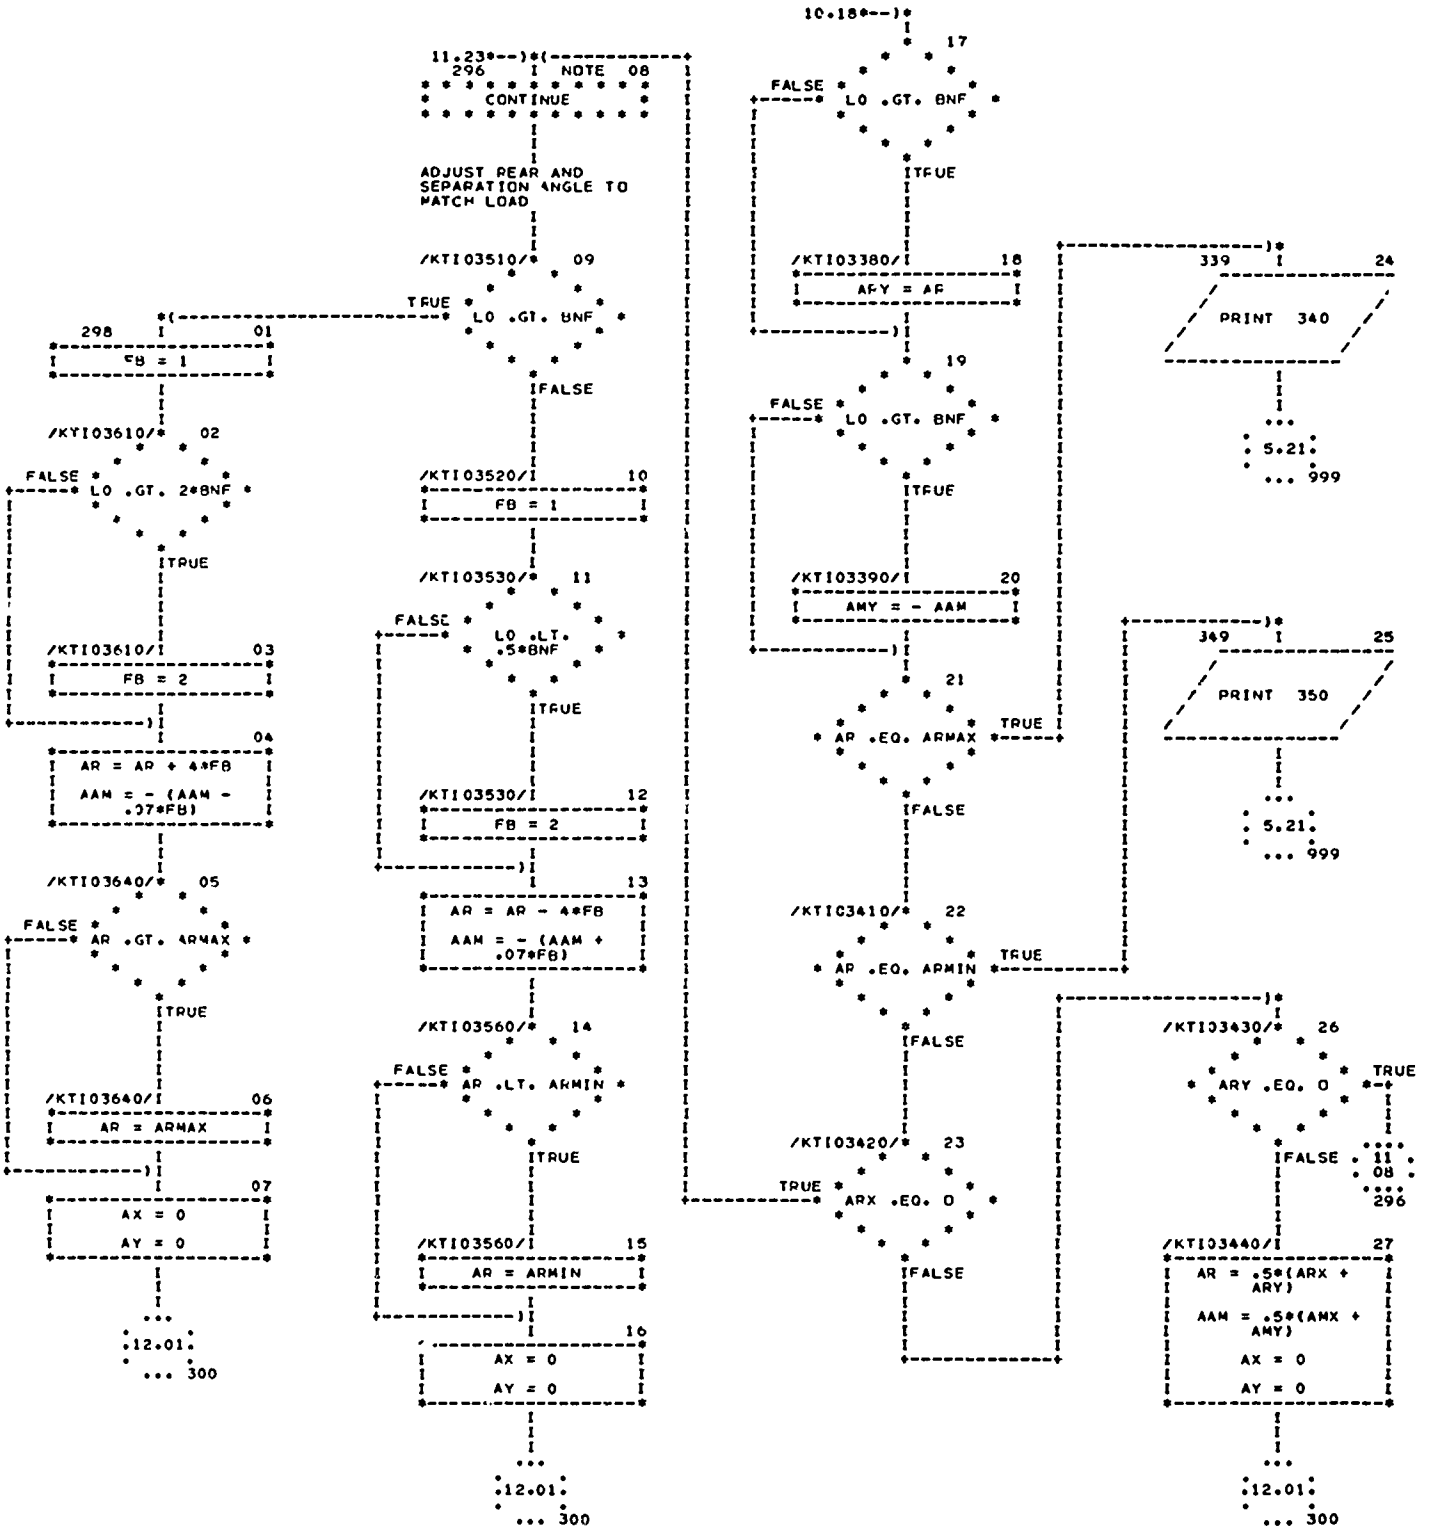 11.23
296 NOTE 08
CONTINUE
ADJUST REAR AND
SEPARATION ANGLE TO
MATCH LOAD
/KTI03510/ 09
LO .GT. BNF
TRUE
FALSE
298 01
FB = 1
/KTI03610/ 02
LO .GT. 2*BNF
FALSE
TRUE
/KTI03610/ 03
FB = 2
04
AR = AR + 4*FB
AAM = - (AAM -
.07*FB)
/KTI03640/ 05
AR .GT. ARMAX
FALSE
TRUE
/KTI03640/ 06
AR = ARMAX
07
AX = 0
AY = 0
12.01
300
/KTI03520/ 10
FB = 1
/KTI03530/ 11
LO .LT.
.5*BNF
FALSE
TRUE
/KTI03530/ 12
FB = 2
13
AR = AR - 4*FB
AAM = - (AAM +
.07*FB)
/KTI03560/ 14
AR .LT. ARMIN
FALSE
TRUE
/KTI03560/ 15
AR = ARMIN
16
AX = 0
AY = 0
12.01
300
10.18
17
LO .GT. BNF
FALSE
TRUE
/KTI03380/ 18
ARY = AR
19
LO .GT. BNF
FALSE
TRUE
/KTI03390/ 20
AMY = - AAM
21
AR .EQ. ARMAX
TRUE
FALSE
/KTI03410/ 22
AR .EQ. ARMIN
TRUE
FALSE
/KTI03420/ 23
ARX .EQ. 0
TRUE
FALSE
339 24
PRINT 340
5.21
999
349 25
PRINT 350
5.21
999
/KTI03430/ 26
ARY .EQ. 0
TRUE
FALSE
11
08
296
/KTI03440/ 27
AR = .5*(ARX +
ARY)
AAM = .5*(AMX +
AMY)
AX = 0
AY = 0
12.01
300